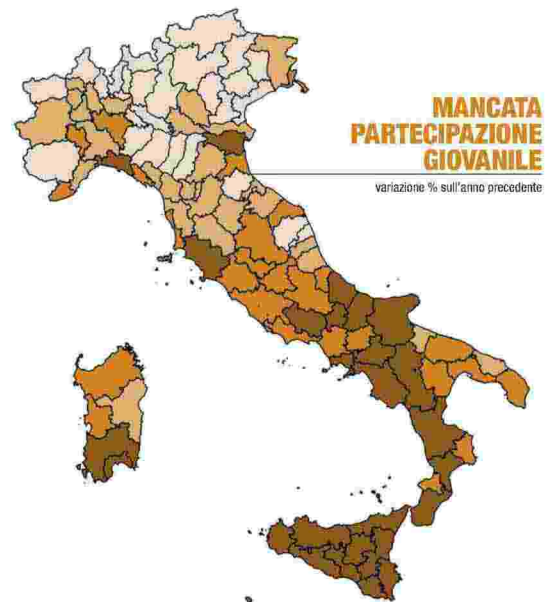 MANCATA
PARTECIPAZIONE
GIOVANILE
variazione % sull'anno precedente